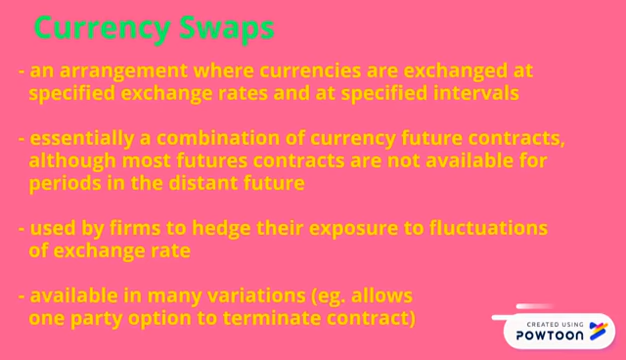 Currency Swaps
- an arrangement where currencies are exchanged at
specified exchange rates and at specified intervals
- essentially a combination of currency future contracts,
although most futures contracts are not available for
periods in the distant future
- used by firms to hedge their exposure to fluctuations
of exchange rate
- available in many variations (eg. allows
one party option to terminate contract)
CREATED USING
POWTOON